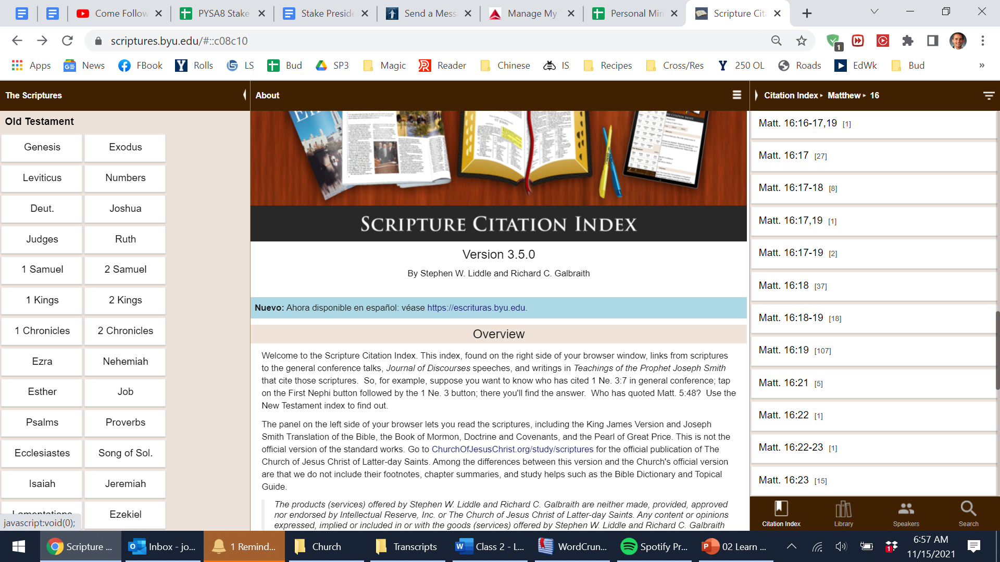 Come Follow
PYSA8 Stake
Stake Preside
Send a Mess
Manage My
Personal Min
Scripture Cita
scriptures.byu.edu/#::c08c10
1
Apps
News
FBook
Rolls
LS
Bud
SP3
Magic
Reader
Chinese
IS
Recipes
Cross/Res
250 OL
Roads
EdWk
Bud
»
The Scriptures
About
Citation Index ▸ Matthew ▸ 16
Old Testament
Genesis
Exodus
Leviticus
Numbers
Deut.
Joshua
Judges
Ruth
1 Samuel
2 Samuel
1 Kings
2 Kings
1 Chronicles
2 Chronicles
Ezra
Nehemiah
Esther
Job
Psalms
Proverbs
Ecclesiastes
Song of Sol.
Isaiah
Jeremiah
Lamentations
Ezekiel
javascript:void(0);
SCRIPTURE CITATION INDEX
Version 3.5.0
By Stephen W. Liddle and Richard C. Galbraith
Nuevo: Ahora disponible en español: véase https://escrituras.byu.edu.
Overview
Welcome to the Scripture Citation Index. This index, found on the right side of your browser window, links from scriptures
to the general conference talks, Journal of Discourses speeches, and writings in Teachings of the Prophet Joseph Smith
that cite those scriptures. So, for example, suppose you want to know who has cited 1 Ne. 3:7 in general conference; tap
on the First Nephi button followed by the 1 Ne. 3 button; there you'll find the answer. Who has quoted Matt. 5:48? Use the
New Testament index to find out.
The panel on the left side of your browser lets you read the scriptures, including the King James Version and Joseph
Smith Translation of the Bible, the Book of Mormon, Doctrine and Covenants, and the Pearl of Great Price. This is not the
official version of the standard works. Go to ChurchOfJesusChrist.org/study/scriptures for the official publication of The
Church of Jesus Christ of Latter-day Saints. Among the differences between this version and the Church's official version
are that we do not include their footnotes, chapter summaries, and study helps such as the Bible Dictionary and Topical
Guide.
The products (services) offered by Stephen W. Liddle and Richard C. Galbraith are neither made, provided, approved
nor endorsed by Intellectual Reserve, Inc. or The Church of Jesus Christ of Latter-day Saints. Any content or opinions
expressed, implied or included in or with the goods (services) offered by Stephen W. Liddle and Richard C. Galbraith
Matt. 16:16-17,19 [1]
Matt. 16:17 [27]
Matt. 16:17-18 [8]
Matt. 16:17,19 [1]
Matt. 16:17-19 [2]
Matt. 16:18 [37]
Matt. 16:18-19 [18]
Matt. 16:19 [107]
Matt. 16:21 [5]
Matt. 16:22 [1]
Matt. 16:22-23 [1]
Matt. 16:23 [15]
Citation Index
Library
Speakers
Search
Scripture ...
Inbox - jo...
1 Remind...
Church
Transcripts
Class 2 - L...
WordCrun...
Spotify Pr...
02 Learn ...
1
6:57 AM
11/15/2021